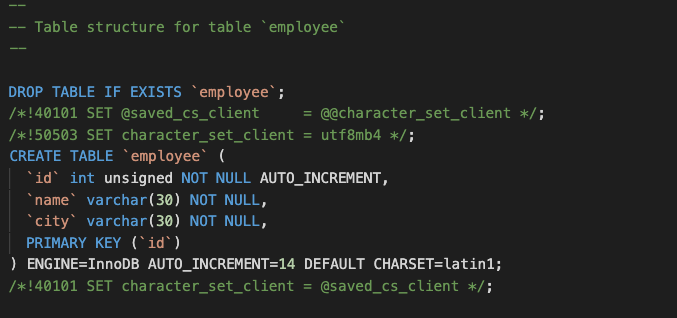 --
-- Table structure for table `employee`
--
DROP TABLE IF EXISTS `employee`;
/*!40101 SET @saved_cs_client     = @@character_set_client */;
/*!50503 SET character_set_client = utf8mb4 */;
CREATE TABLE `employee` (
  `id` int unsigned NOT NULL AUTO_INCREMENT,
  `name` varchar(30) NOT NULL,
  `city` varchar(30) NOT NULL,
  PRIMARY KEY (`id`)
) ENGINE=InnoDB AUTO_INCREMENT=14 DEFAULT CHARSET=latin1;
/*!40101 SET character_set_client = @saved_cs_client */;